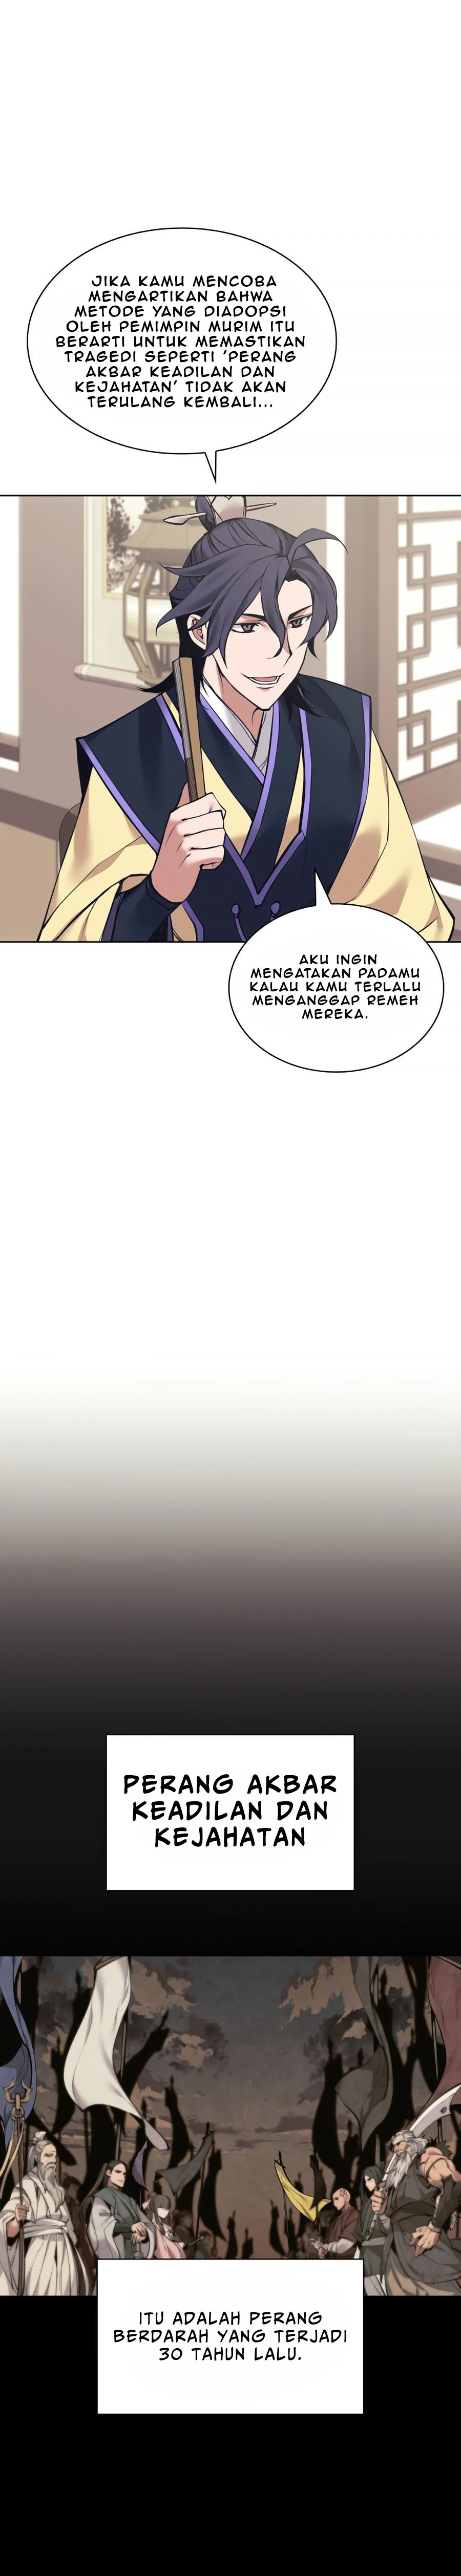 JIKA KAMU MENCOBA
MENGARTIKAN BAHWA
METODE YANG DIADOPSI
OLEH PEMIMPIN MURIM ITU
BERARTI UNTUK MEMASTIKAN
TRAGEDI SEPERTI 'PERANG
AKBAR KEADILAN DAN
KEJAHATAN' TIDAK AKAN
TERULANG KEMBALI...
AKU INGIN
MENGATAKAN PADAMU
KALAU KAMU TERLALU
MENGANGGAP REMEH
MEREKA.
PERANG AKBAR
KEADILAN DAN
KEJAHATAN
ITU ADALAH PERANG
BERDARAH YANG TERJADI
30 TAHUN LALU.